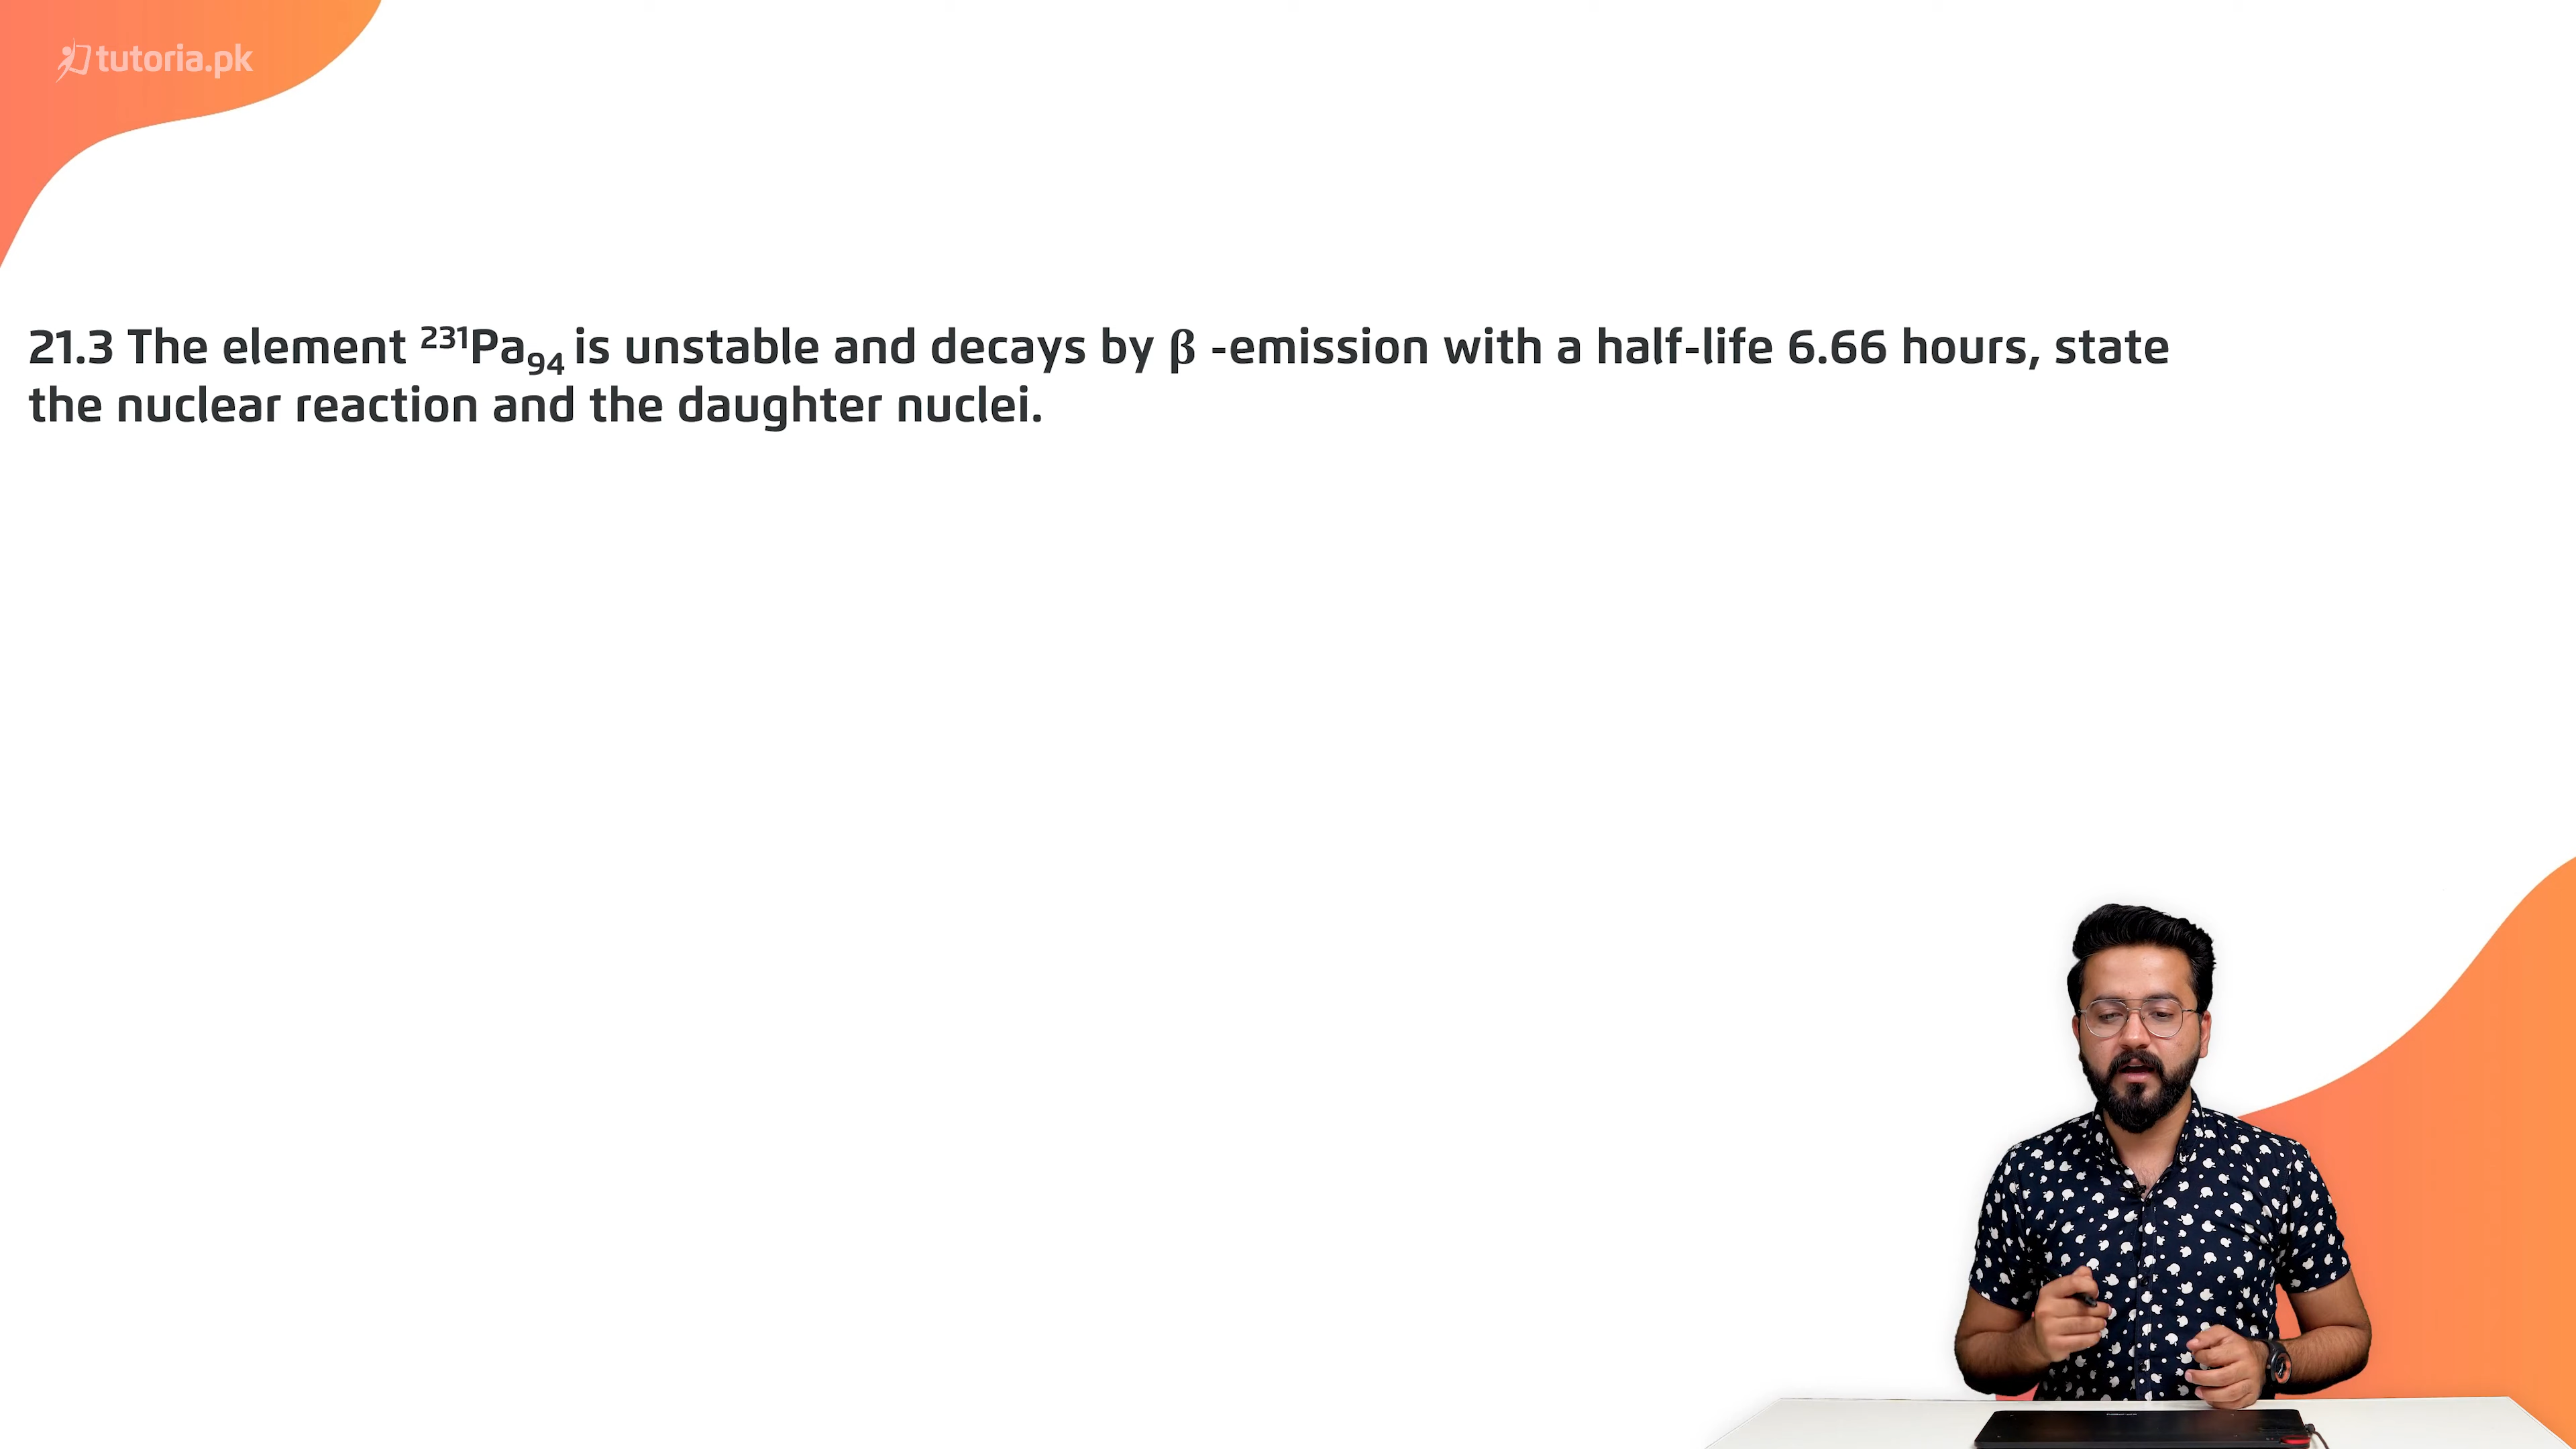 tutoria.pk
21.3 The element ²³¹Pa₉₄ is unstable and decays by β -emission with a half-life 6.66 hours, state
the nuclear reaction and the daughter nuclei.